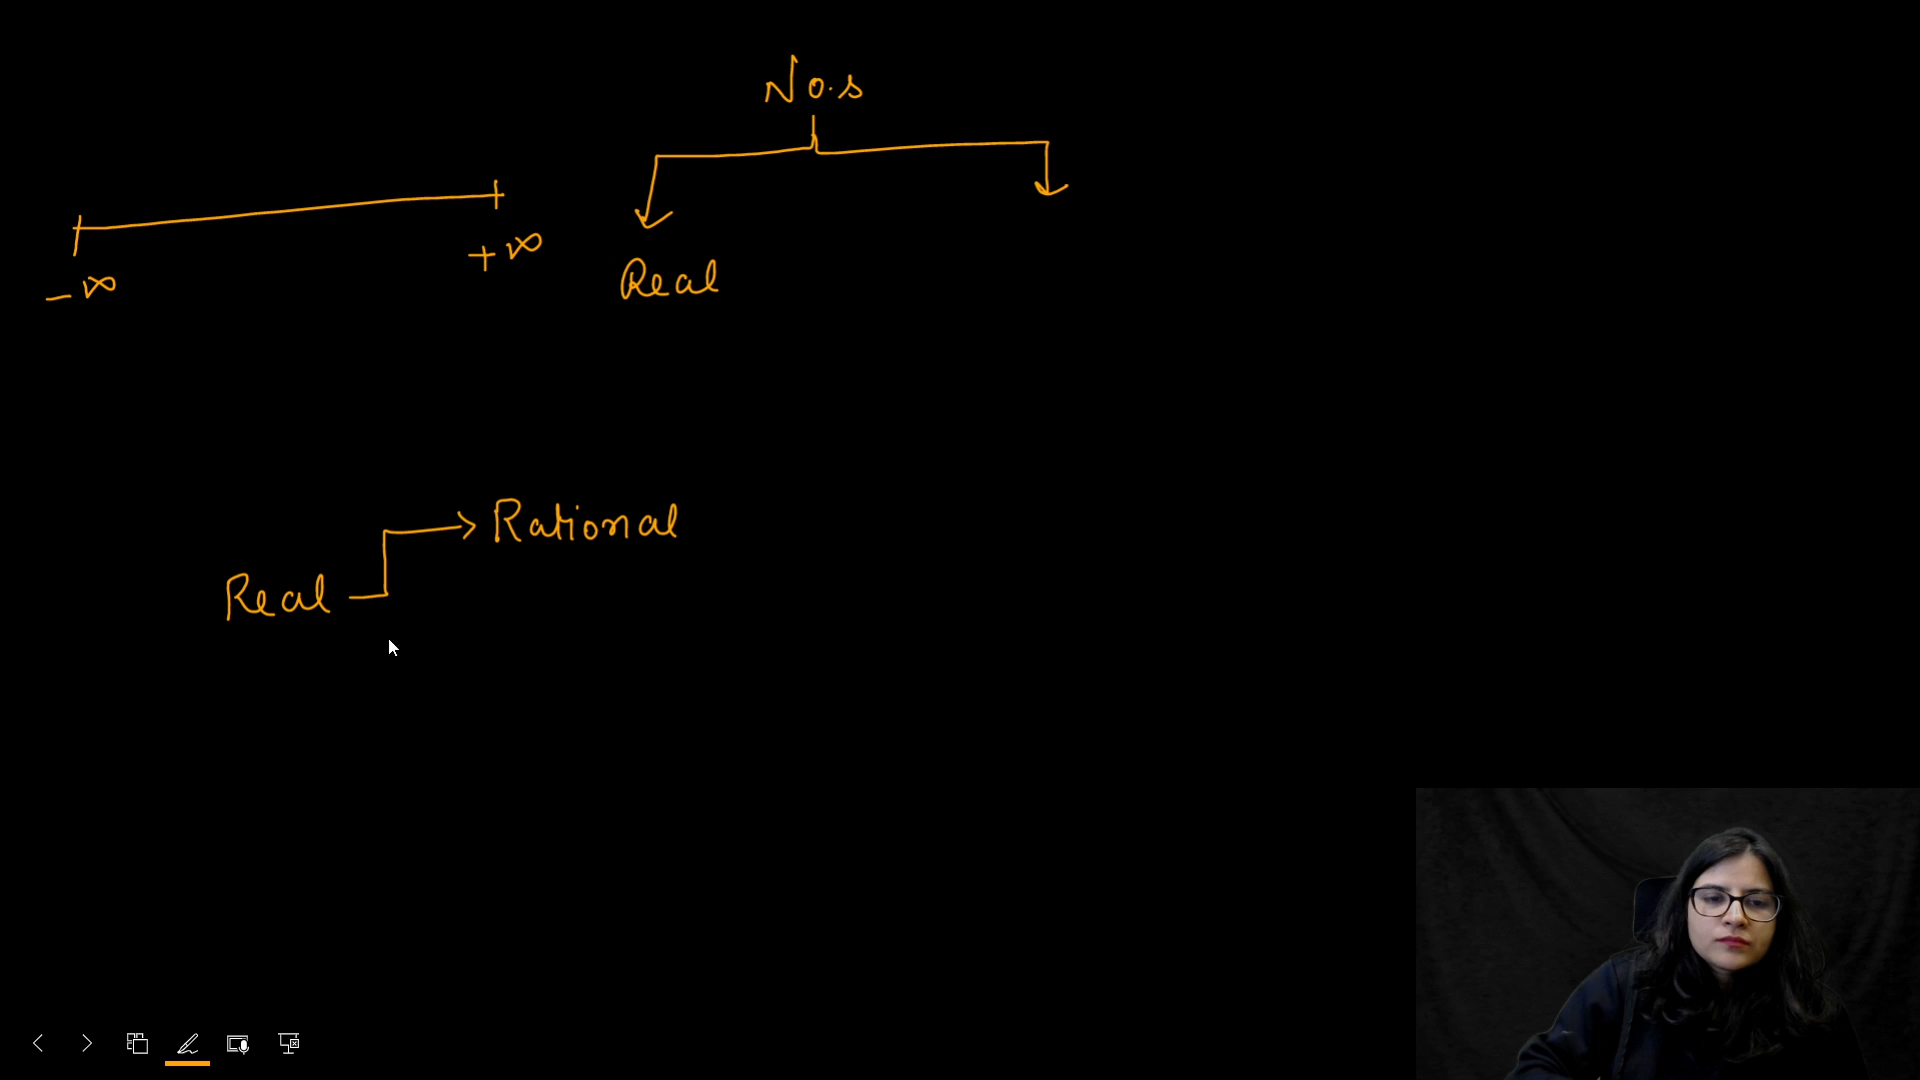 No.s
-∞
+∞
Real
Rational
Real